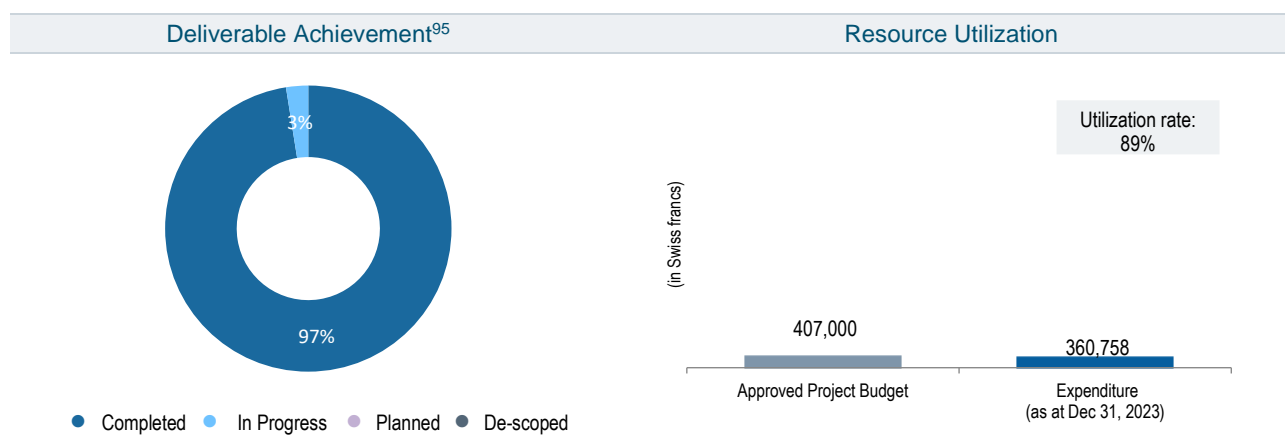 Deliverable Achievement95
Resource Utilization
3%
97%
Completed
In Progress
Planned
De-scoped
Utilization rate:
89%
(in Swiss francs)
407,000
360,758
Approved Project Budget
Expenditure
(as at Dec 31, 2023)